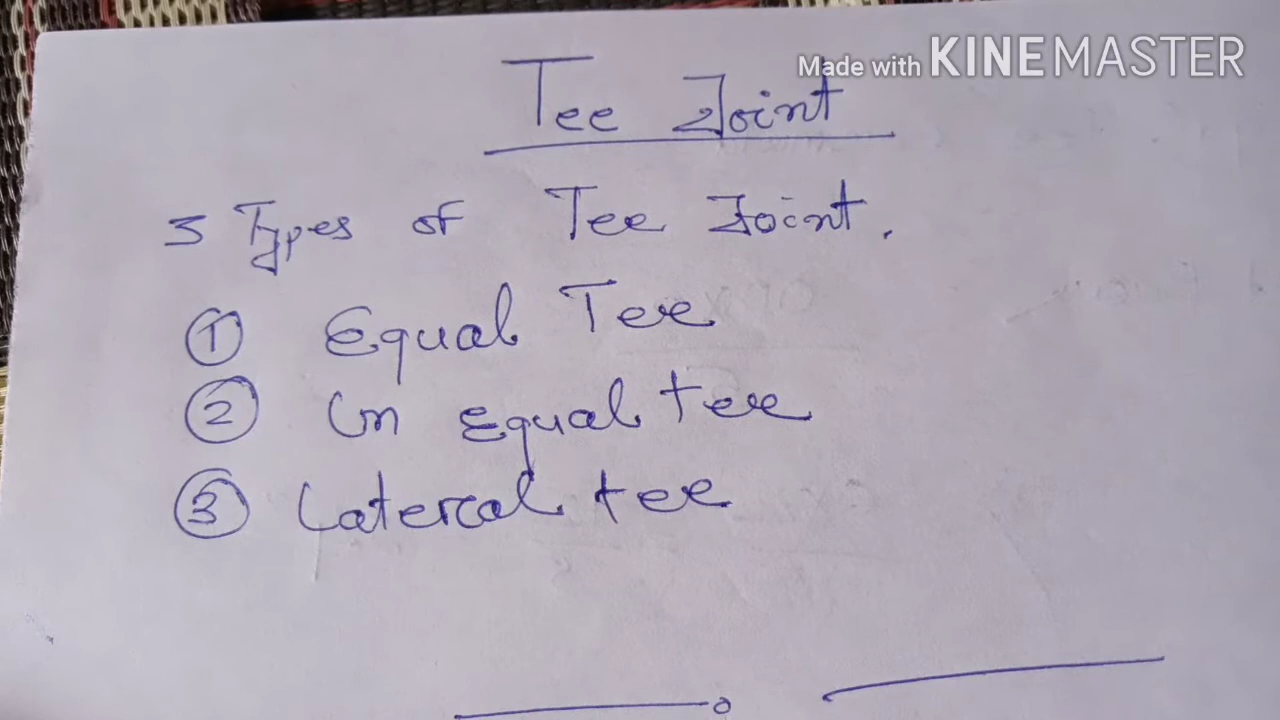 Made with KINEMASTER
Tee Joint
3 Types of Tee Joint.
① Equal Tee
② Un equal tee
③ Lateral tee